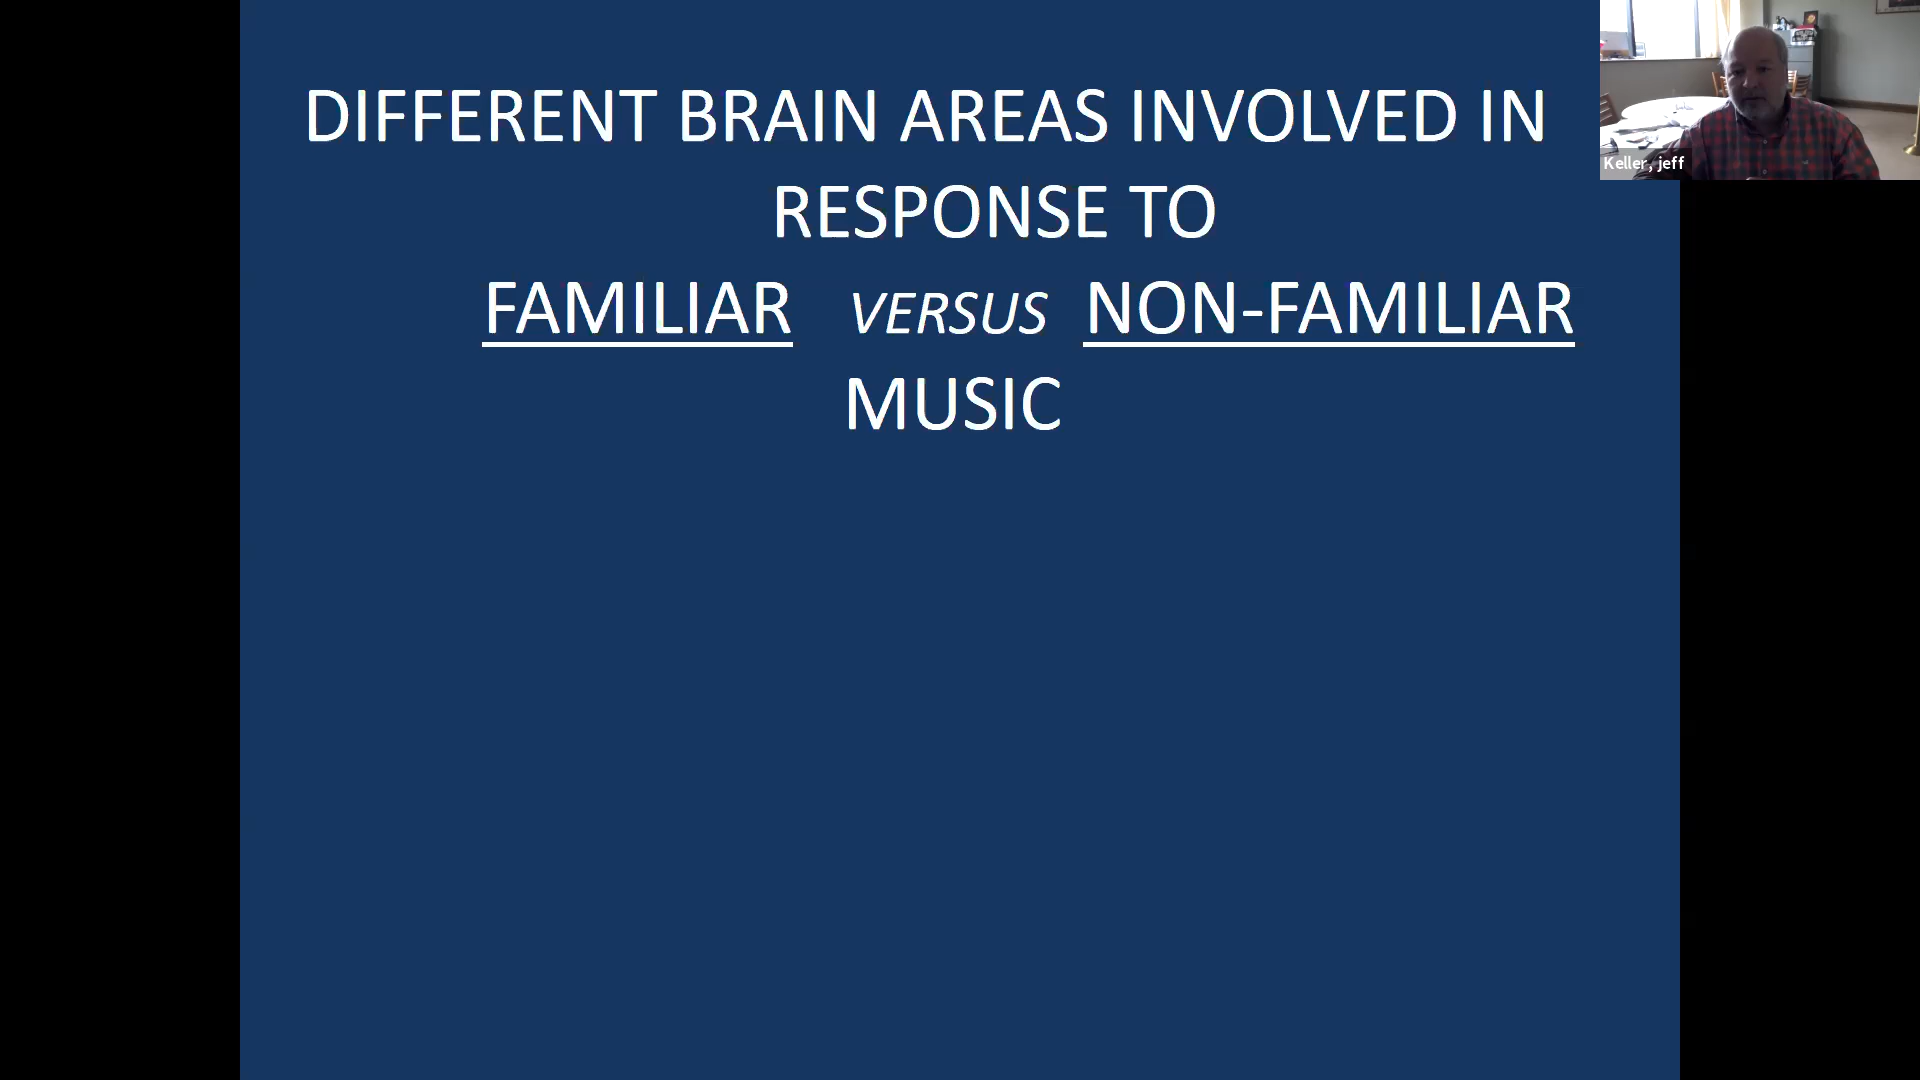 DIFFERENT BRAIN AREAS INVOLVED IN
RESPONSE TO
FAMILIAR VERSUS NON-FAMILIAR
MUSIC
Keller, jeff